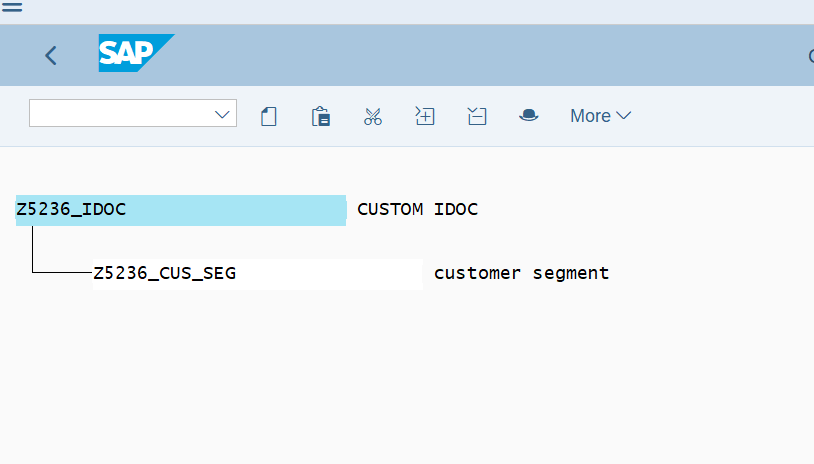 SAP
More
Z5236_IDOC CUSTOM IDOC
Z5236_CUS_SEG customer segment